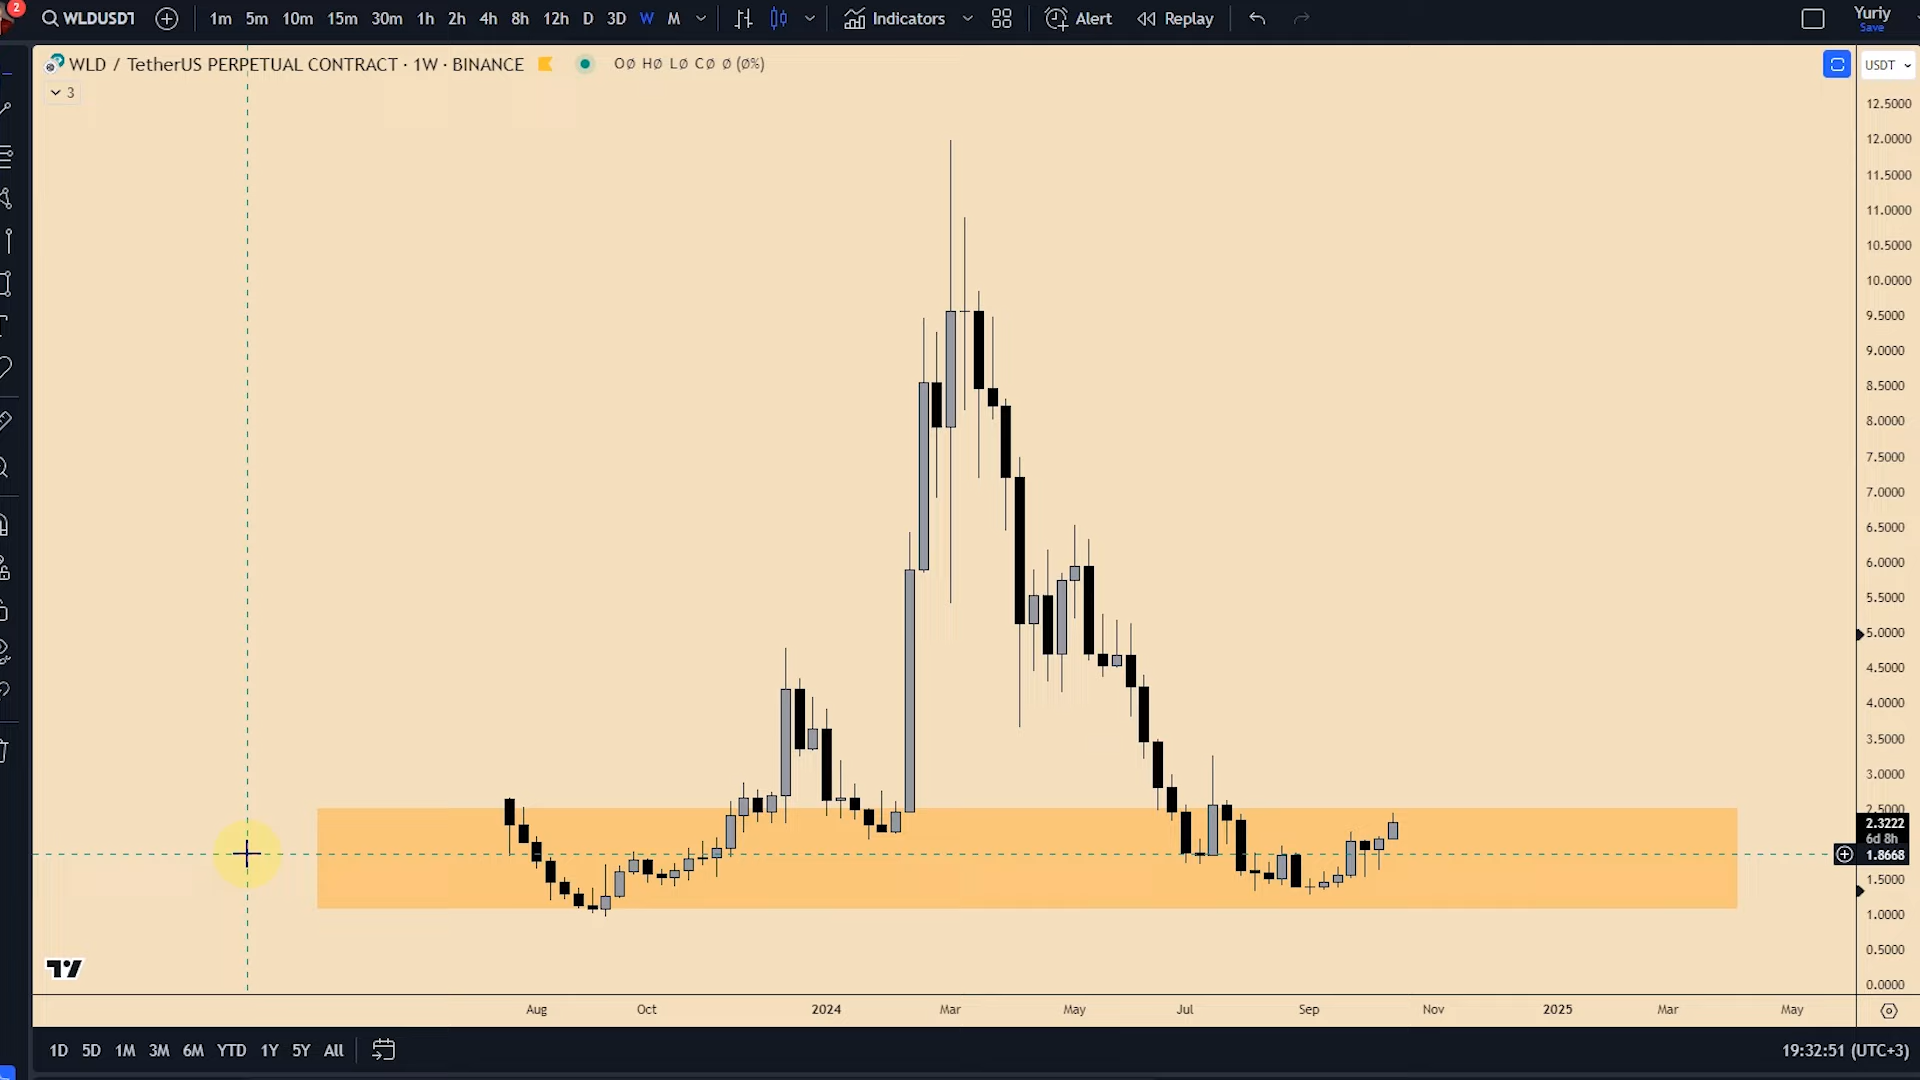 2
WLDUSDT
1m 5m 10m 15m 30m 1h 2h 4h 8h 12h D 3D W M
Indicators
Alert
Replay
Yuriy
Save
WLD / TetherUS PERPETUAL CONTRACT · 1W · BINANCE
O∅ H∅ L∅ C∅ ∅ (∅%)
USDT
3
12.5000
12.0000
11.5000
11.0000
10.5000
10.0000
9.5000
9.0000
8.5000
8.0000
7.5000
7.0000
6.5000
6.0000
5.5000
5.0000
4.5000
4.0000
3.5000
3.0000
2.5000
2.3222
6d 8h
1.8668
1.5000
1.0000
0.5000
0.0000
Aug Oct 2024 Mar May Jul Sep Nov 2025 Mar May
1D 5D 1M 3M 6M YTD 1Y 5Y All
19:32:51 (UTC+3)